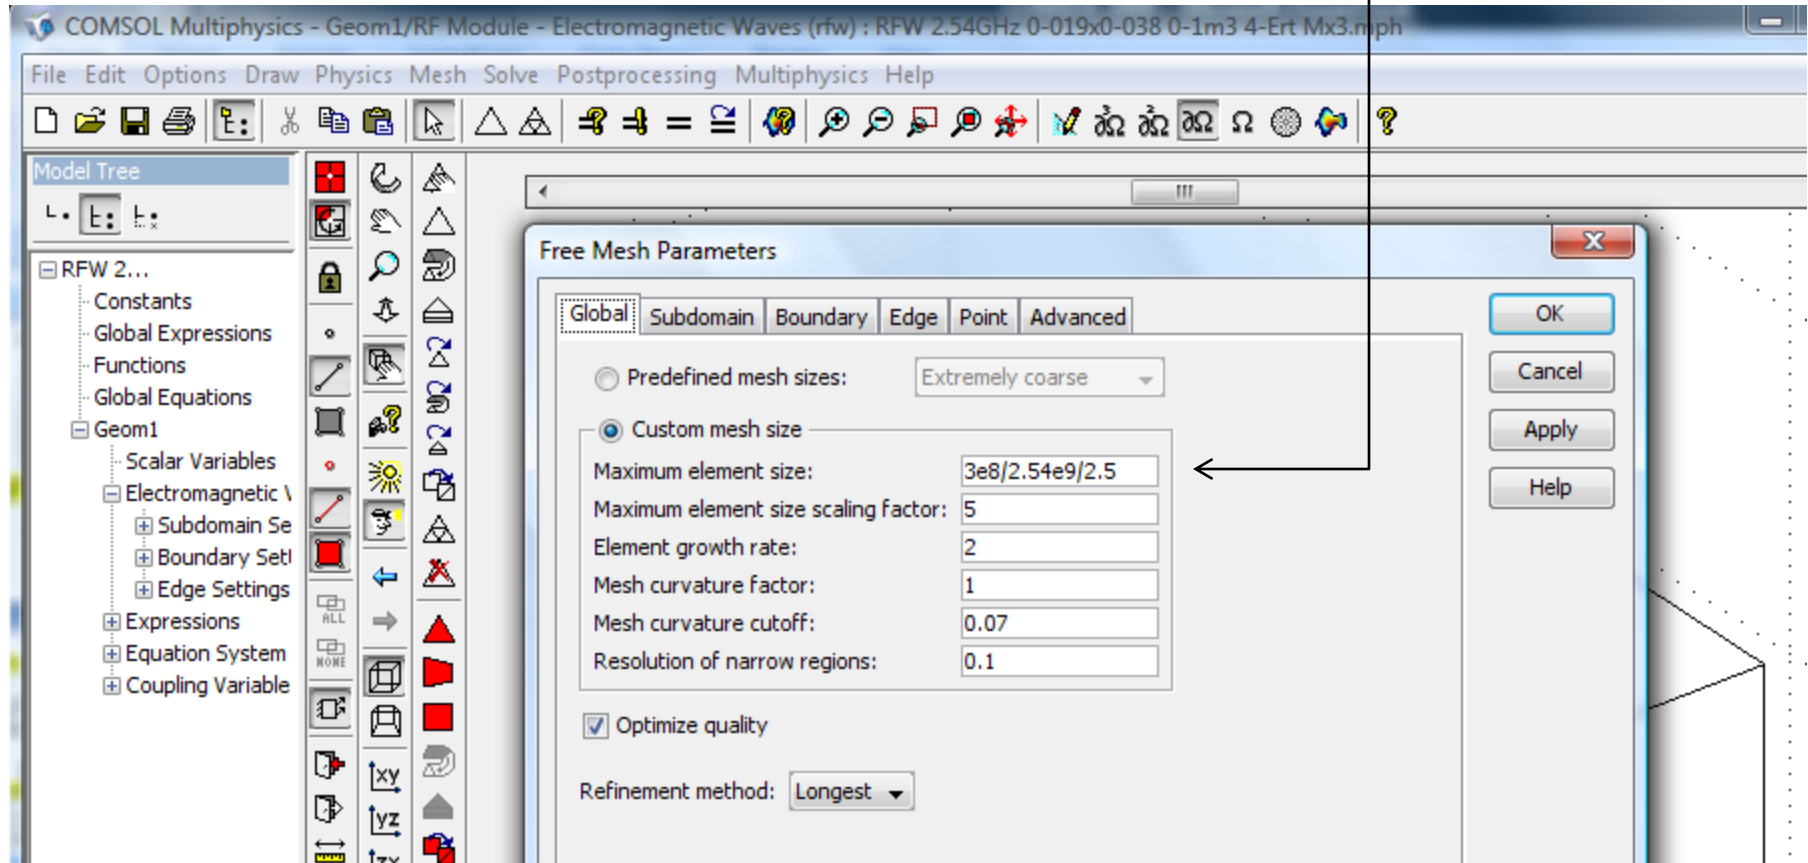 COMSOL Multiphysics - Geom1/RF Module - Electromagnetic Waves (rfw) : RFW 2.54GHz 0-019x0-038 0-1m3 4-Ert Mx3.mph
File Edit Options Draw Physics Mesh Solve Postprocessing Multiphysics Help
Model Tree
RFW 2...
Constants
Global Expressions
Functions
Global Equations
Geom1
Scalar Variables
Electromagnetic \
Subdomain Se
Boundary Set
Edge Settings
Expressions
Equation System
Coupling Variable
ALL
NONE
xy
yz
zx
Free Mesh Parameters
Global Subdomain Boundary Edge Point Advanced
Predefined mesh sizes: Extremely coarse
Custom mesh size
Maximum element size: 3e8/2.54e9/2.5
Maximum element size scaling factor: 5
Element growth rate: 2
Mesh curvature factor: 1
Mesh curvature cutoff: 0.07
Resolution of narrow regions: 0.1
Optimize quality
Refinement method: Longest
OK
Cancel
Apply
Help